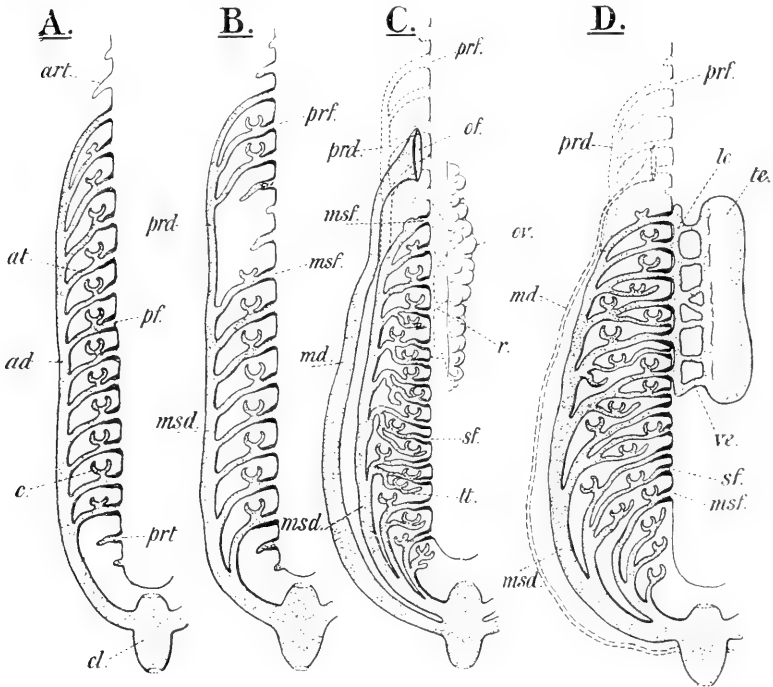 A.
B.
C.
D.
art.
at.
ad.
c.
cl.
pf.
prt
prf.
prd.
msf.
msd.
prf.
of.
prd.
msf.
ov.
r.
md.
sf.
tt.
msd.
prf.
prd.
lc
te.
md.
ve.
sf.
msf.
msd.